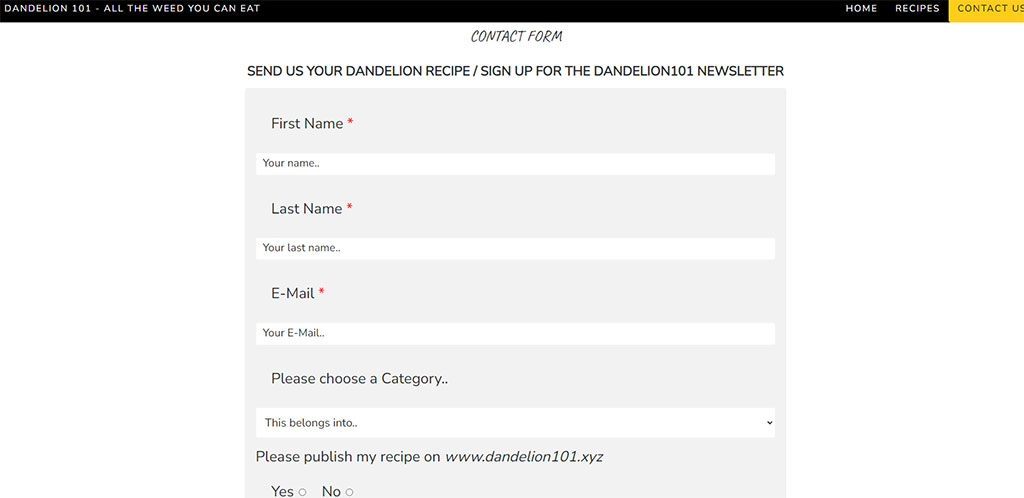 DANDELION 101 - ALL THE WEED YOU CAN EAT HOME RECIPES CONTACT US
CONTACT FORM
SEND US YOUR DANDELION RECIPE / SIGN UP FOR THE DANDELION101 NEWSLETTER
First Name *
Your name..
Last Name *
Your last name..
E-Mail *
Your E-Mail..
Please choose a Category..
This belongs into..
Please publish my recipe on www.dandelion101.xyz
Yes No